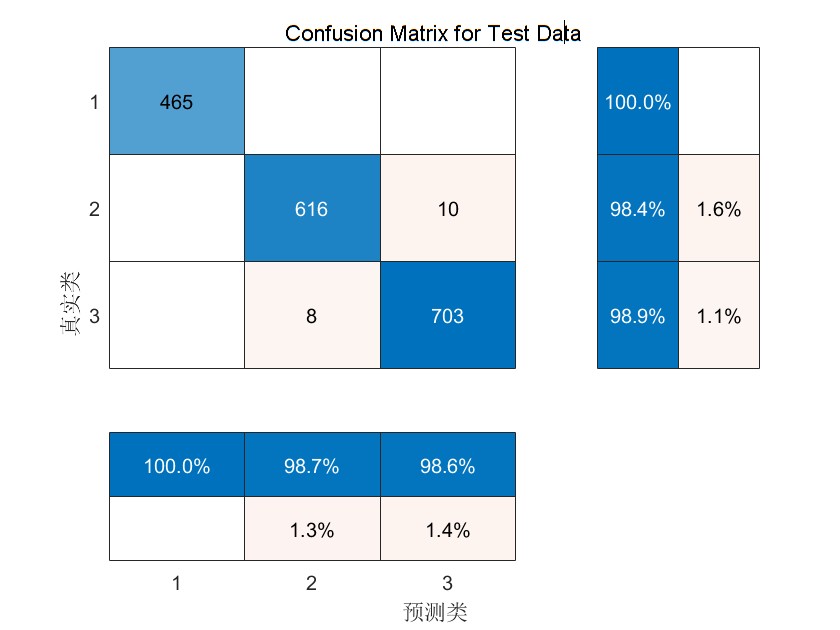 Confusion Matrix for Test Data
1 465 100.0%
2 616 10 98.4% 1.6%
真实类
3 8 703 98.9% 1.1%
100.0% 98.7% 98.6%
1.3% 1.4%
1 2 3
预测类